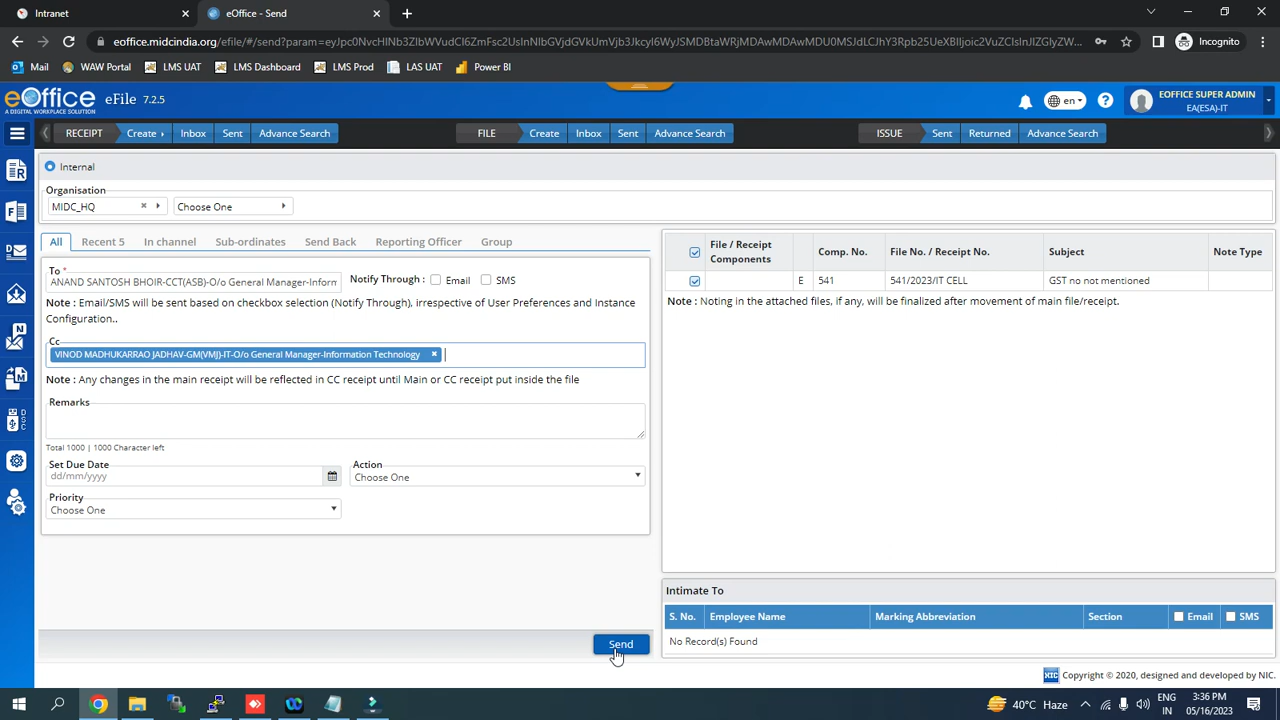 Intranet
eOffice - Send
eoffice.midcindia.org/efile/#/send?param=
Incognito
Mail
WAW Portal
LMS UAT
LMS Dashboard
LMS Prod
LAS UAT
Power BI
eOffice
A DIGITAL WORKPLACE SOLUTION
eFile 7.2.5
en
EOFFICE SUPER ADMIN
EA(ESA)-IT
RECEIPT Create Inbox Sent Advance Search
FILE Create Inbox Sent Advance Search
ISSUE Sent Returned Advance Search
Internal
Organisation
MIDC_HQ
Choose One
All Recent 5 In channel Sub-ordinates Send Back Reporting Officer Group
To *
ANAND SANTOSH BHOIR-CCT(ASB)-O/o General Manager-Inform
Notify Through : Email SMS
Note : Email/SMS will be sent based on checkbox selection (Notify Through), irrespective of User Preferences and Instance
Configuration..
Cc
VINOD MADHUKARRAO JADHAV-GM(VMJ)-IT-O/o General Manager-Information Technology
Note : Any changes in the main receipt will be reflected in CC receipt until Main or CC receipt put inside the file
Remarks
Total 1000 | 1000 Character left
Set Due Date
dd/mm/yyyy
Action
Choose One
Priority
Choose One
Send
File / Receipt
Components
Comp. No.
File No. / Receipt No.
Subject
Note Type
E 541 541/2023/IT CELL GST no not mentioned
Note : Noting in the attached files, if any, will be finalized after movement of main file/receipt.
Intimate To
S. No. Employee Name Marking Abbreviation Section Email SMS
No Record(s) Found
NIC Copyright © 2020, designed and developed by NIC.
40°C Haze
ENG
IN
3:36 PM
05/16/2023